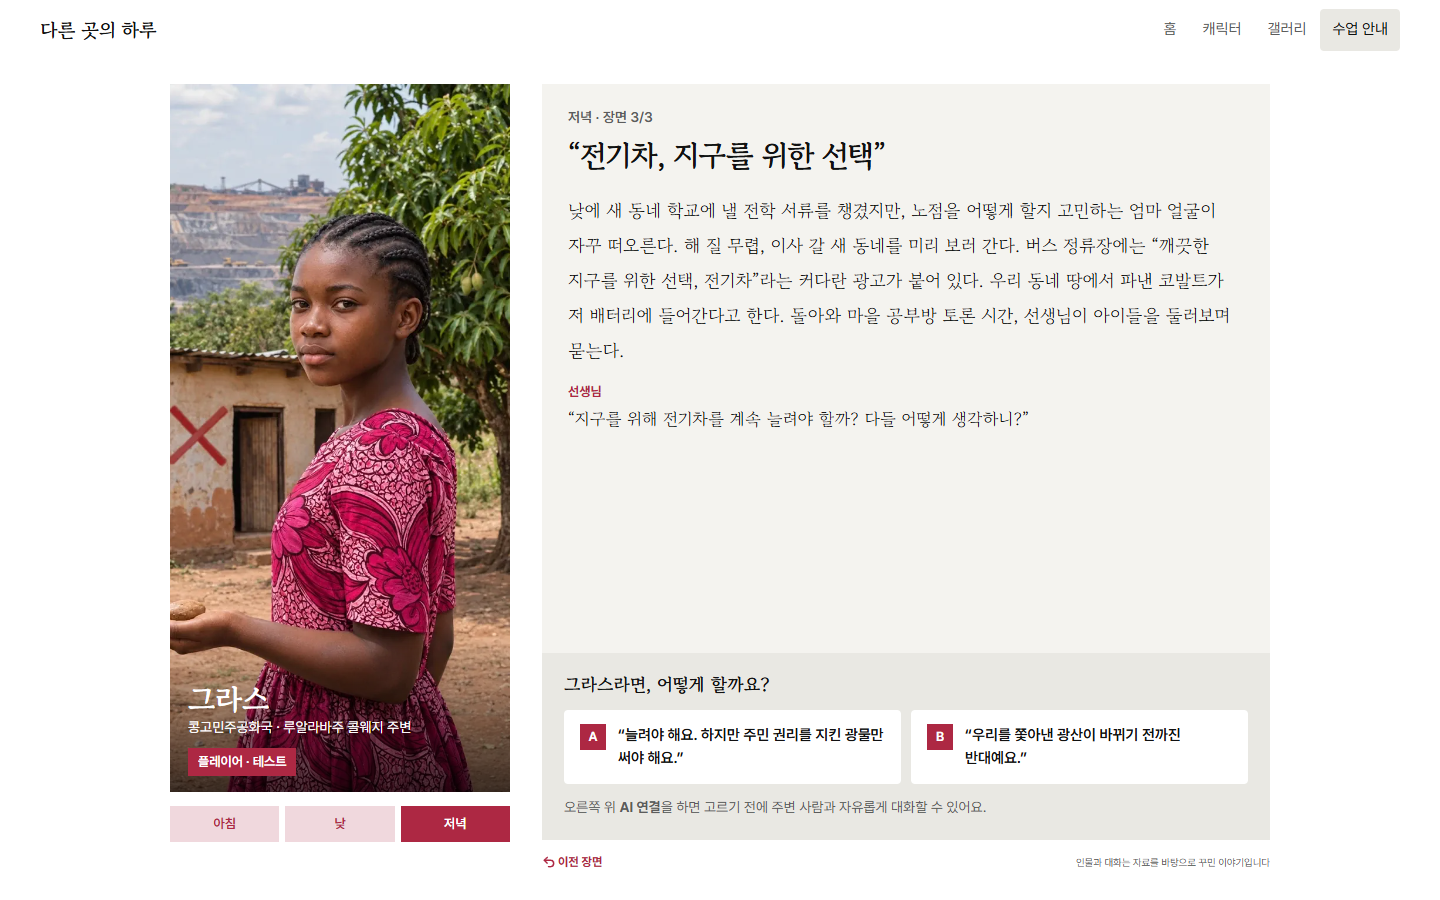 다른 곳의 하루
홈
캐릭터
갤러리
수업 안내
그라스
콩고민주공화국 · 루알라바주 콜웨지 주변
플레이어 · 테스트
아침
낮
저녁
저녁 · 장면 3/3
“전기차, 지구를 위한 선택”
낮에 새 동네 학교에 낼 전학 서류를 챙겼지만, 노점을 어떻게 할지 고민하는 엄마 얼굴이
자꾸 떠오른다. 해 질 무렵, 이사 갈 새 동네를 미리 보러 간다. 버스 정류장에는 “깨끗한
지구를 위한 선택, 전기차”라는 커다란 광고가 붙어 있다. 우리 동네 땅에서 파낸 코발트가
저 배터리에 들어간다고 한다. 돌아와 마을 공부방 토론 시간, 선생님이 아이들을 둘러보며
묻는다.
선생님
“지구를 위해 전기차를 계속 늘려야 할까? 다들 어떻게 생각하니?”
그라스라면, 어떻게 할까요?
A
“늘려야 해요. 하지만 주민 권리를 지킨 광물만
써야 해요.”
B
“우리를 쫓아낸 광산이 바뀌기 전까진
반대예요.”
오른쪽 위 AI 연결을 하면 고르기 전에 주변 사람과 자유롭게 대화할 수 있어요.
이전 장면
인물과 대화는 자료를 바탕으로 꾸민 이야기입니다